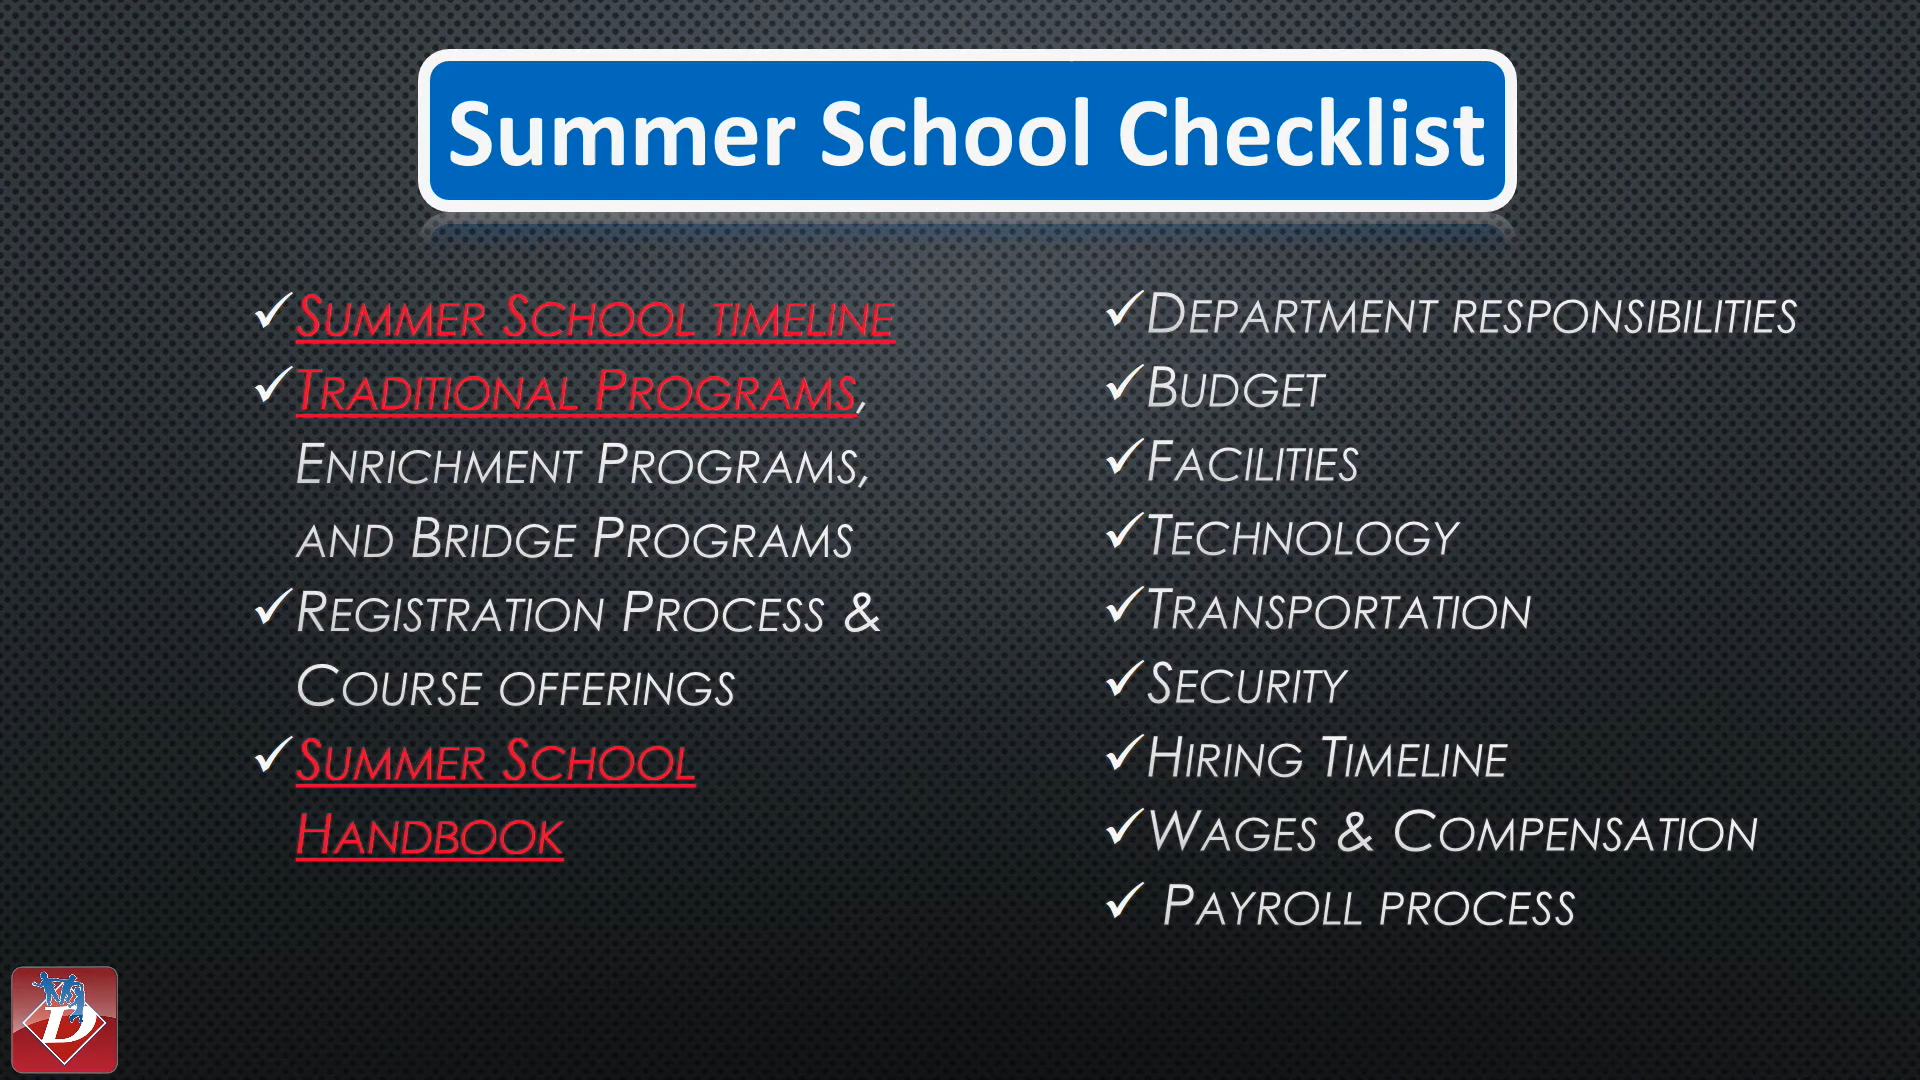 Summer School Checklist
✓Summer School timeline
✓Traditional Programs,
Enrichment Programs,
and Bridge Programs
✓Registration Process &
Course offerings
✓Summer School
Handbook
✓Department responsibilities
✓Budget
✓Facilities
✓Technology
✓Transportation
✓Security
✓Hiring Timeline
✓Wages & Compensation
✓ Payroll process
D